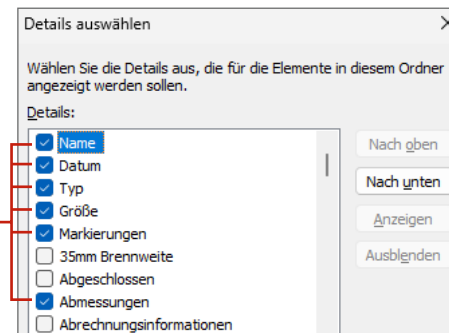 Details auswählen
Wählen Sie die Details aus, die für die Elemente in diesem Ordner
angezeigt werden sollen.
Details:
Name
Datum
Typ
Größe
Markierungen
35mm Brennweite
Abgeschlossen
Abmessungen
Abrechnungsinformationen
Nach oben
Nach unten
Anzeigen
Ausblenden